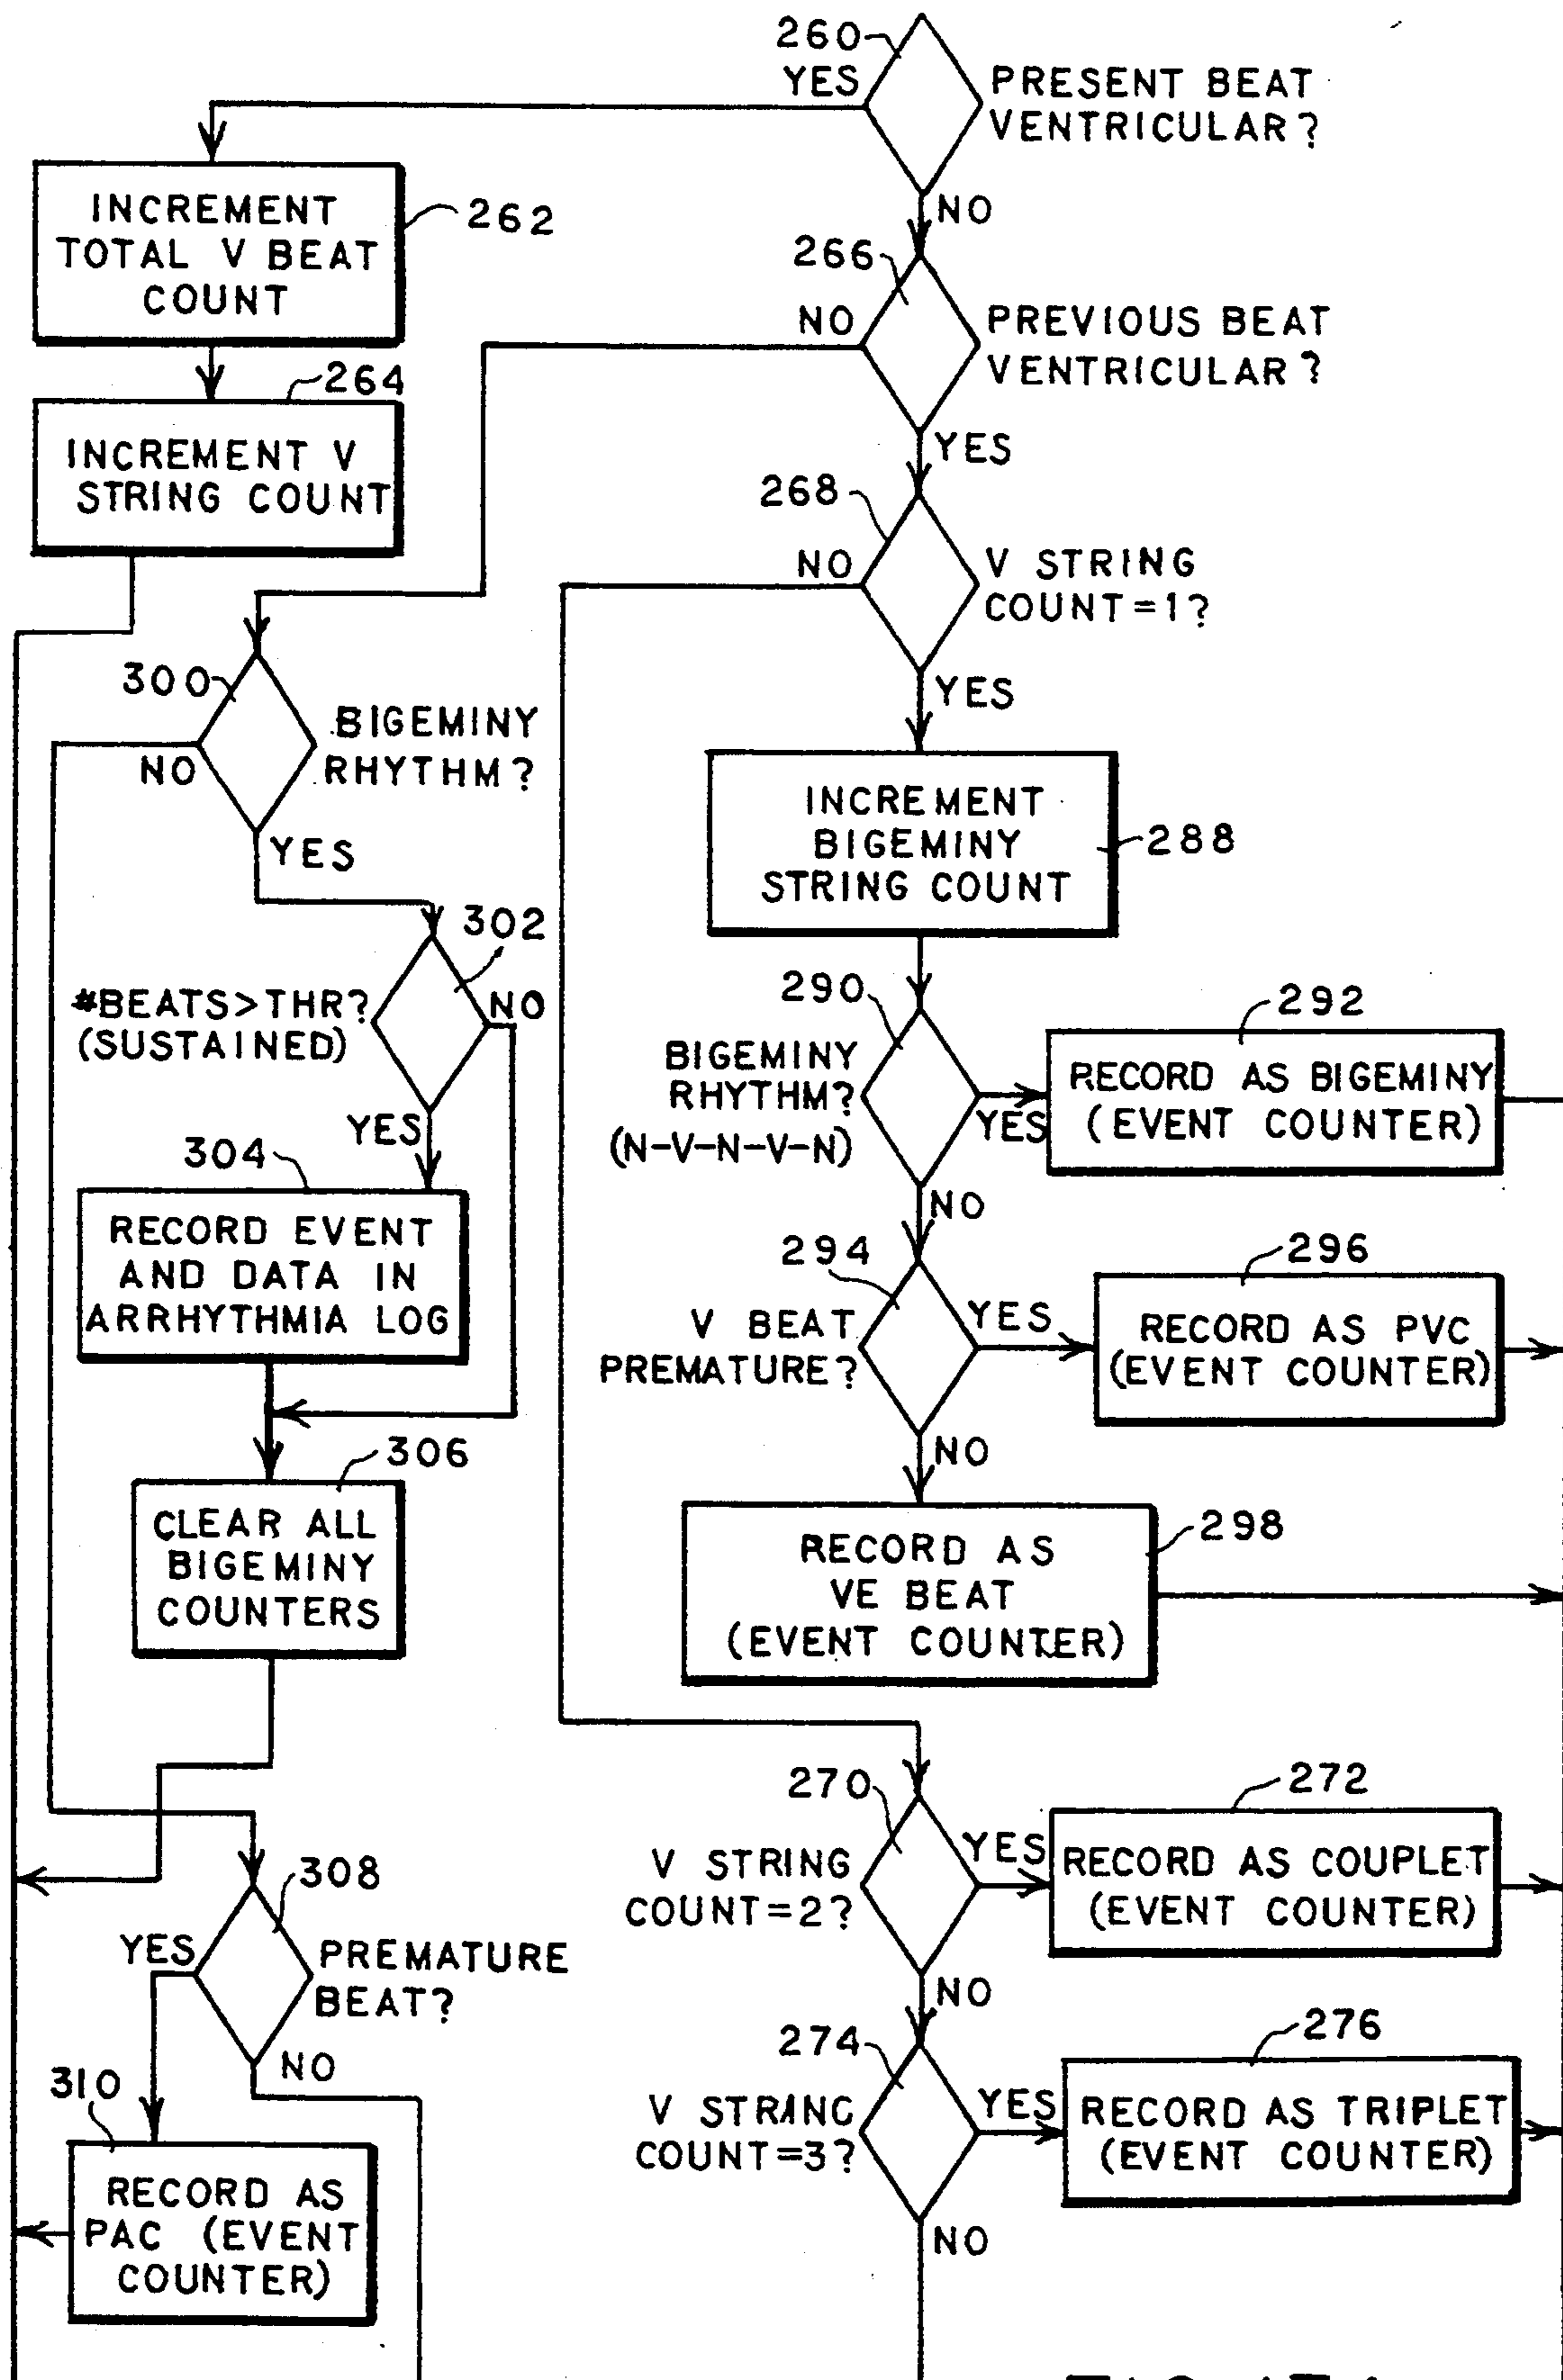 260
YES
PRESENT BEAT
VENTRICULAR?
NO
INCREMENT
TOTAL V BEAT
COUNT
262
266
NO
PREVIOUS BEAT
VENTRICULAR?
YES
264
INCREMENT V
STRING COUNT
268
NO
V STRING
COUNT=1?
YES
300
BIGEMINY
RHYTHM?
NO
YES
INCREMENT
BIGEMINY
STRING COUNT
288
302
#BEATS>THR?
(SUSTAINED)
NO
YES
290
BIGEMINY
RHYTHM?
(N-V-N-V-N)
YES
NO
292
RECORD AS BIGEMINY
(EVENT COUNTER)
304
RECORD EVENT
AND DATA IN
ARRHYTHMIA LOG
294
V BEAT
PREMATURE?
YES
NO
296
RECORD AS PVC
(EVENT COUNTER)
306
CLEAR ALL
BIGEMINY
COUNTERS
298
RECORD AS
VE BEAT
(EVENT COUNTER)
270
V STRING
COUNT=2?
YES
NO
272
RECORD AS COUPLET
(EVENT COUNTER)
308
YES
PREMATURE
BEAT?
NO
274
V STRING
COUNT=3?
YES
NO
276
RECORD AS TRIPLET
(EVENT COUNTER)
310
RECORD AS
PAC (EVENT
COUNTER)